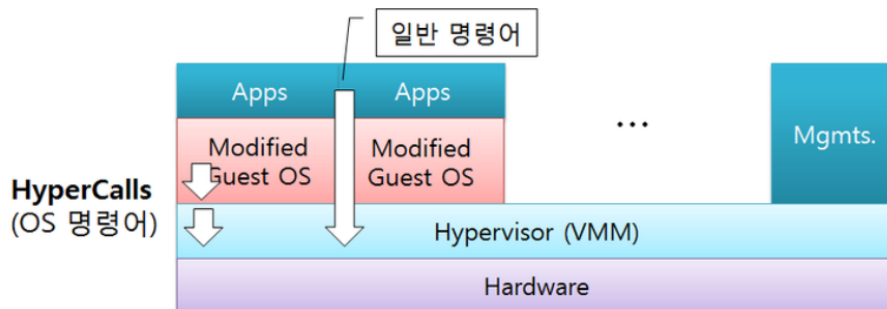 일반 명령어
Apps
Apps
...
Mgmts.
Modified
Guest OS
Modified
Guest OS
HyperCalls
(OS 명령어)
Hypervisor (VMM)
Hardware